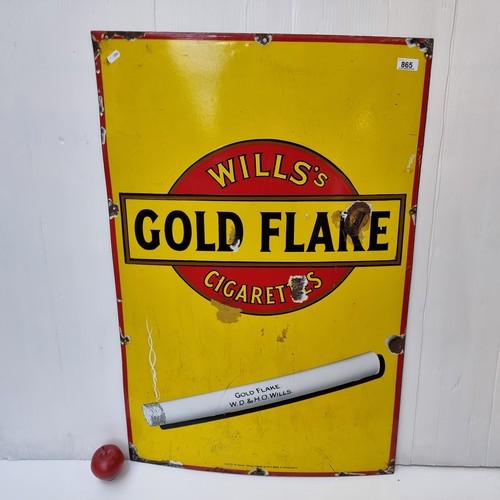 865
WILLS'S
GOLD FLAKE
CIGARETTES
GOLD FLAKE
W.D & H.O WILLS